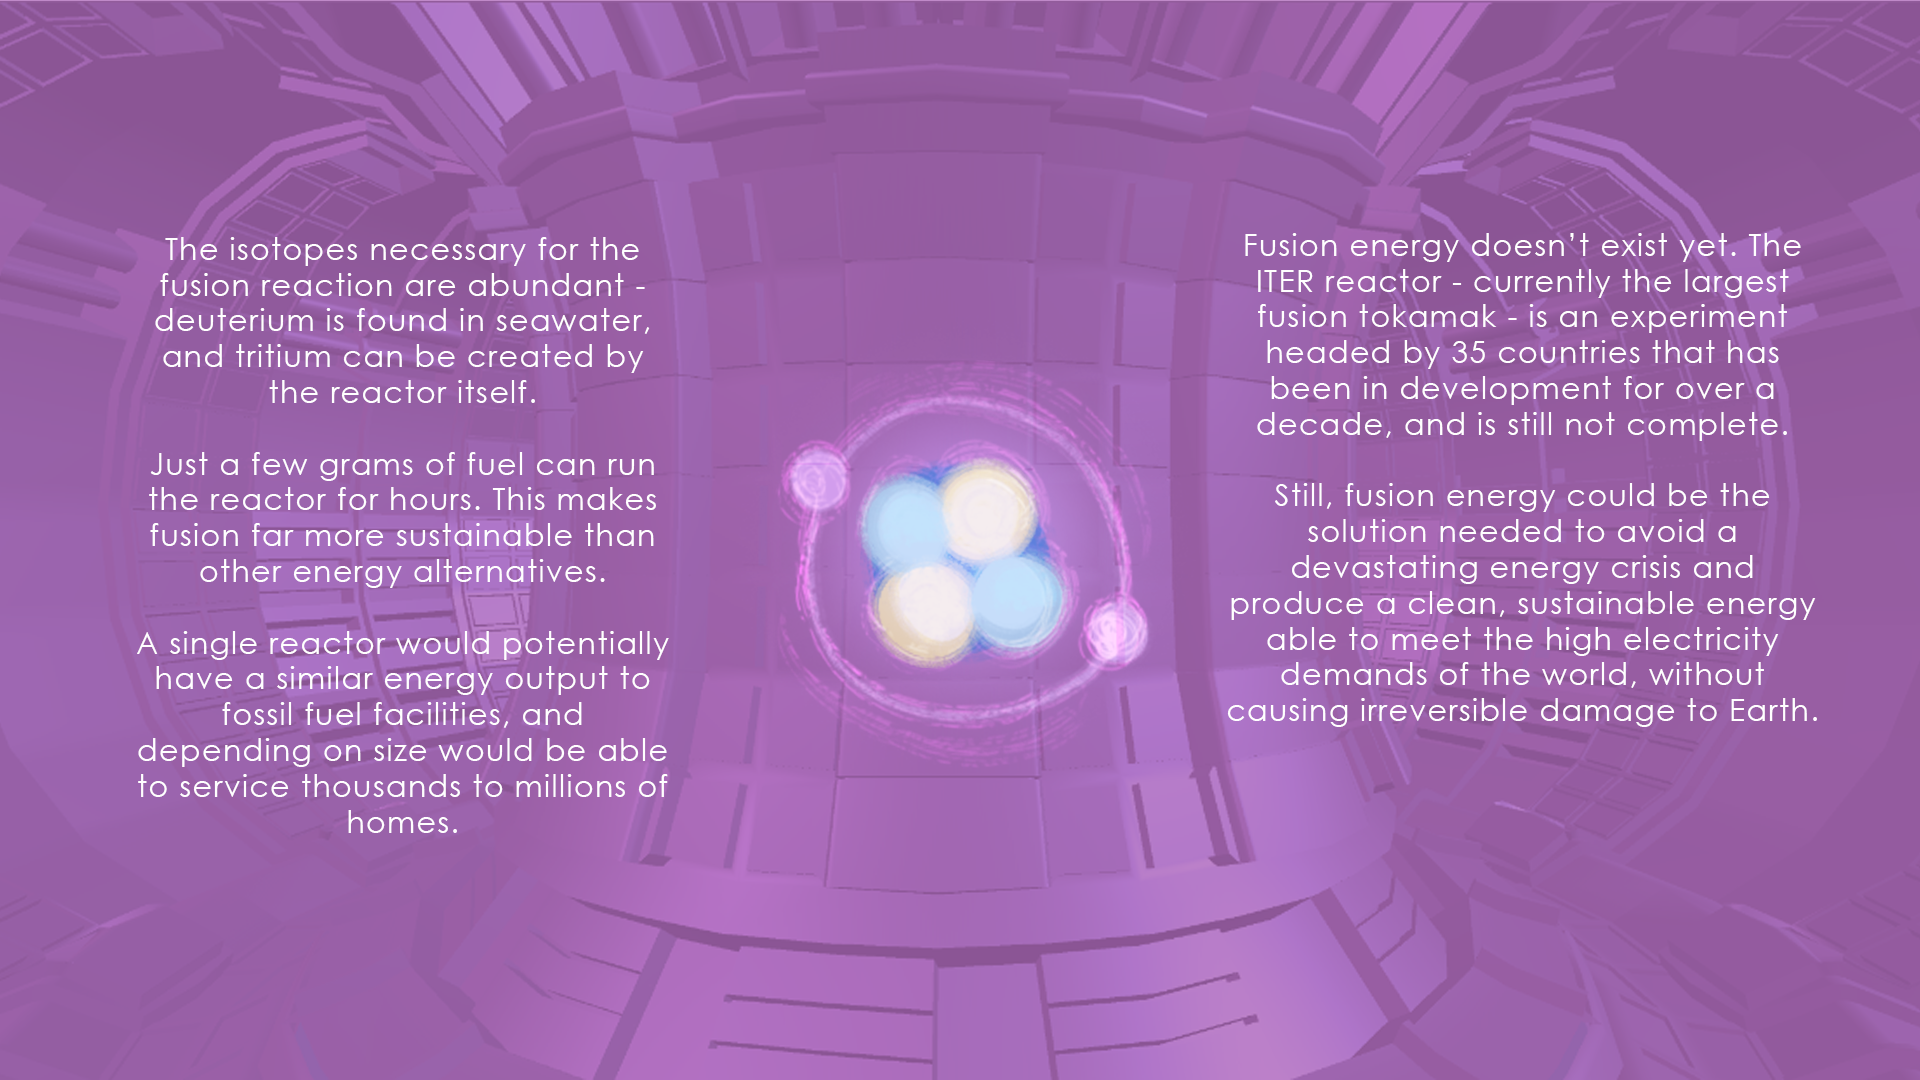 The isotopes necessary for the
fusion reaction are abundant -
deuterium is found in seawater,
and tritium can be created by
the reactor itself.
Just a few grams of fuel can run
the reactor for hours. This makes
fusion far more sustainable than
other energy alternatives.
A single reactor would potentially
have a similar energy output to
fossil fuel facilities, and
depending on size would be able
to service thousands to millions of
homes.
Fusion energy doesn’t exist yet. The
ITER reactor - currently the largest
fusion tokamak - is an experiment
headed by 35 countries that has
been in development for over a
decade, and is still not complete.
Still, fusion energy could be the
solution needed to avoid a
devastating energy crisis and
produce a clean, sustainable energy
able to meet the high electricity
demands of the world, without
causing irreversible damage to Earth.